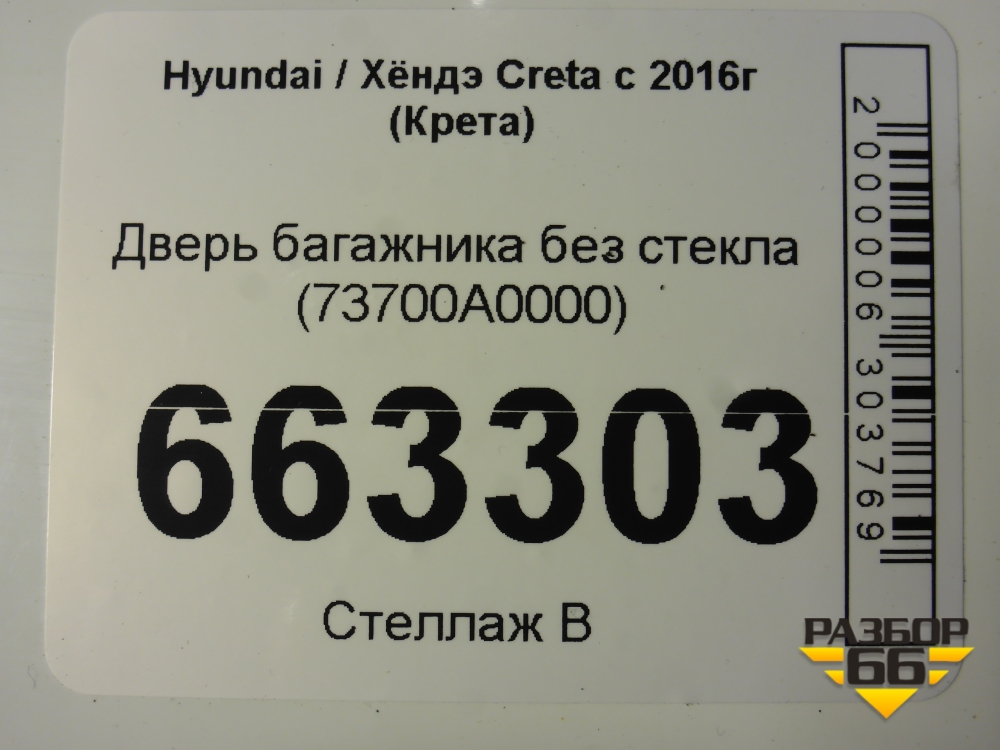 Hyundai / Хёндэ Creta с 2016г
(Крета)
Дверь багажника без стекла
(73700A0000)
663303
Стеллаж В
2000006303769
РАЗБОР
66